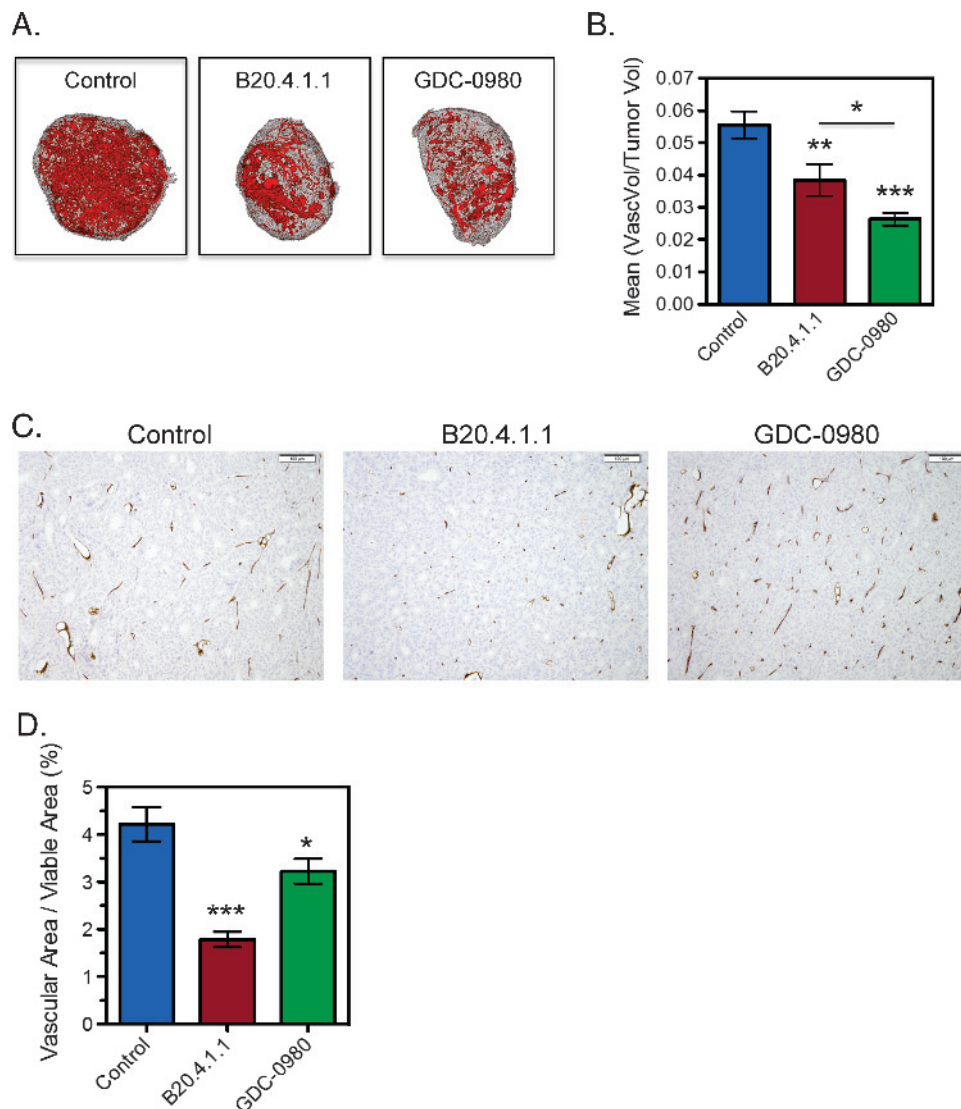 A.
Control
B20.4.1.1
GDC-0980
B.
Mean (VascVol/Tumor Vol)
0.07
0.06
0.05
0.04
0.03
0.02
0.01
0.00
*
**
***
Control
B20.4.1.1
GDC-0980
C.
Control
B20.4.1.1
GDC-0980
D.
Vascular Area / Viable Area (%)
5
4
3
2
1
0
***
*
Control
B20.4.1.1
GDC-0980